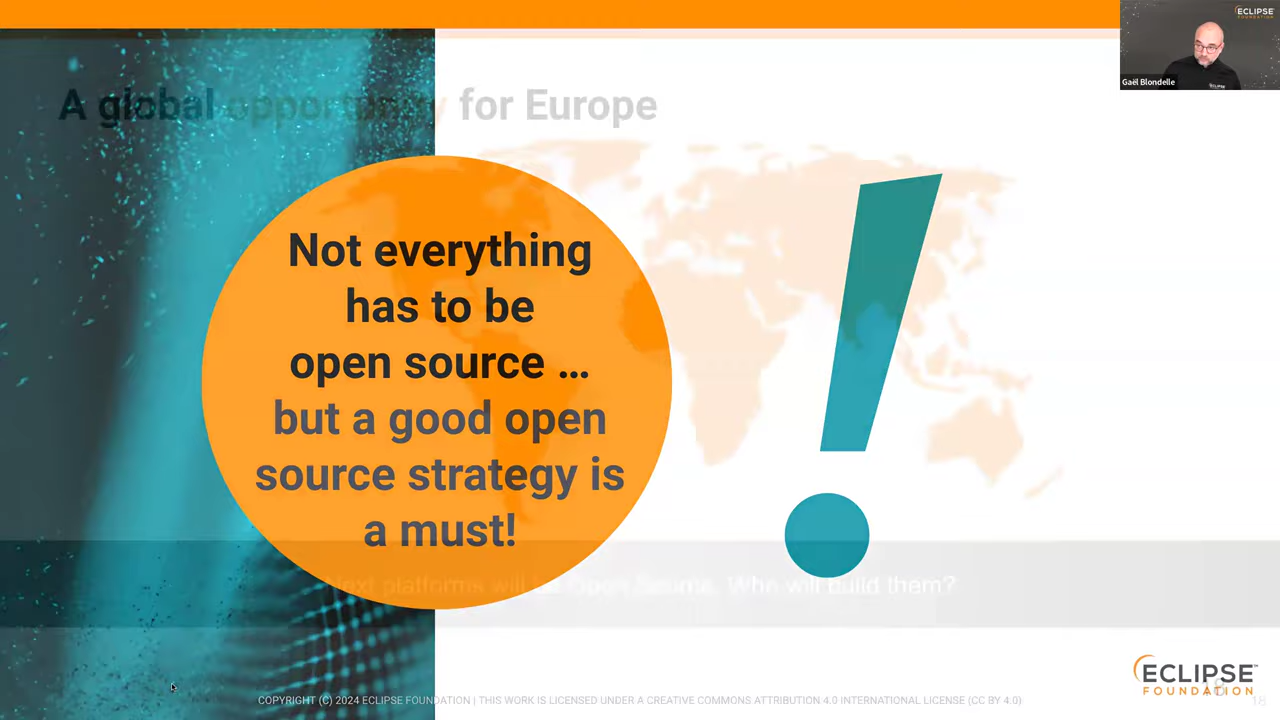 ECLIPSE
FOUNDATION
Gaël Blondelle
A global opportunity for Europe
Not everything
has to be
open source ...
but a good open
source strategy is
a must!
Next platforms will be Open Source. Who will build them?
ECLIPSE
FOUNDATION
COPYRIGHT (C) 2024 ECLIPSE FOUNDATION | THIS WORK IS LICENSED UNDER A CREATIVE COMMONS ATTRIBUTION 4.0 INTERNATIONAL LICENSE (CC BY 4.0)
18